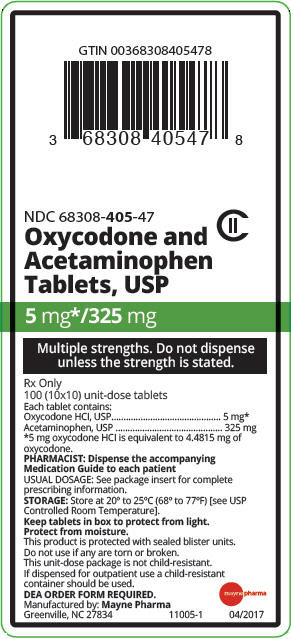 GTIN 00368308405478
3 68308 40547 8
NDC 68308-405-47
CII
Oxycodone and
Acetaminophen
Tablets, USP
5 mg*/325 mg
Multiple strengths. Do not dispense
unless the strength is stated.
Rx Only
100 (10x10) unit-dose tablets
Each tablet contains:
Oxycodone HCl, USP............................................ 5 mg*
Acetaminophen, USP ........................................ 325 mg
*5 mg oxycodone HCl is equivalent to 4.4815 mg of
oxycodone.
PHARMACIST: Dispense the accompanying
Medication Guide to each patient
USUAL DOSAGE: See package insert for complete
prescribing information.
STORAGE: Store at 20° to 25°C (68° to 77°F) [see USP
Controlled Room Temperature].
Keep tablets in box to protect from light.
Protect from moisture.
This product is protected with sealed blister units.
Do not use if any are torn or broken.
This unit-dose package is not child-resistant.
If dispensed for outpatient use a child-resistant
container should be used.
DEA ORDER FORM REQUIRED.
Manufactured by: Mayne Pharma
Greenville, NC 27834 11005-1 04/2017
maynepharma